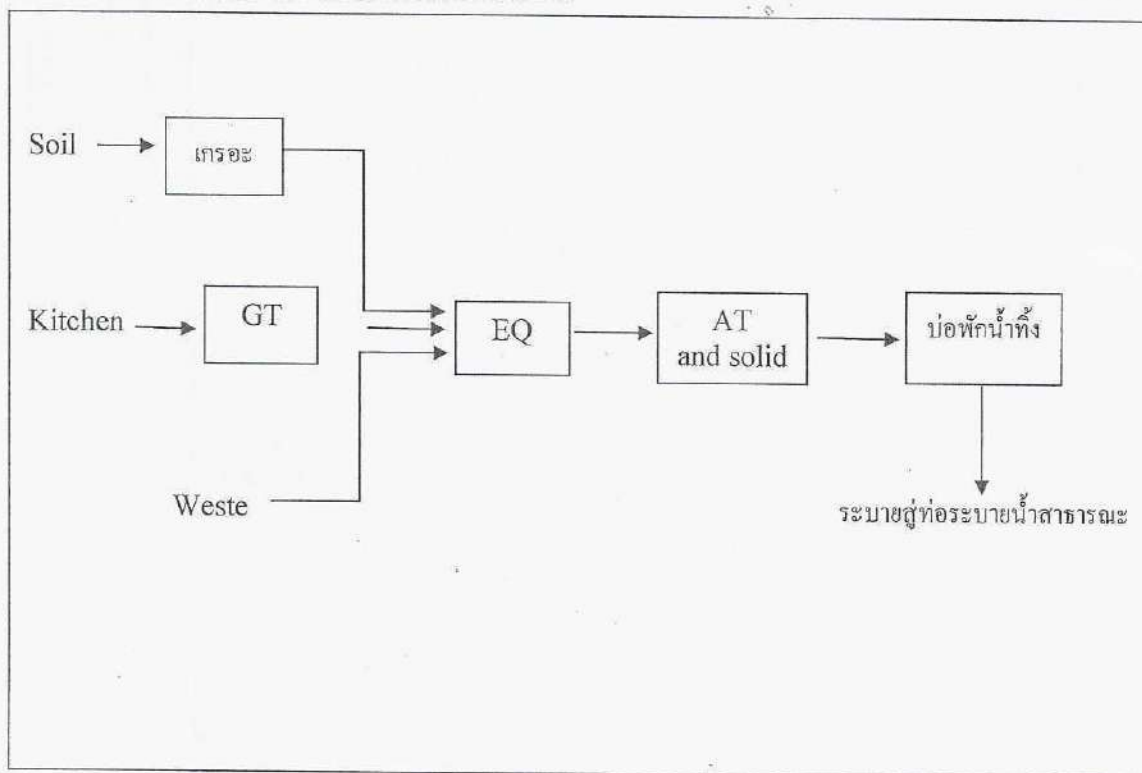 Soil
เกรอะ
Kitchen
GT
EQ
AT
and solid
บ่อพักน้ำทิ้ง
Weste
ระบายสู่ท่อระบายน้ำสาธารณะ